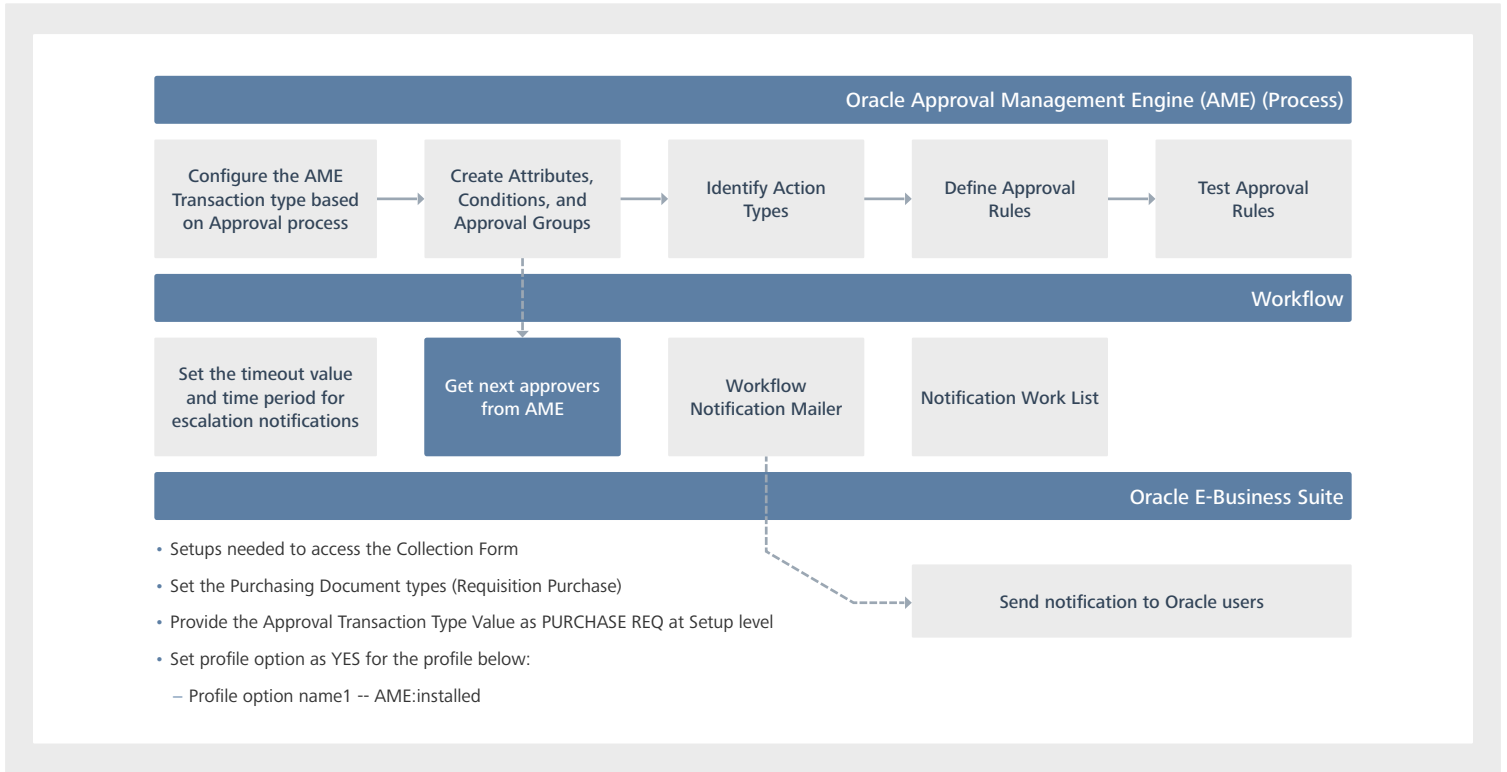 Oracle Approval Management Engine (AME) (Process)
Configure the AME
Transaction type based
on Approval process
Create Attributes,
Conditions, and
Approval Groups
Identify Action
Types
Define Approval
Rules
Test Approval
Rules
Workflow
Set the timeout value
and time period for
escalation notifications
Get next approvers
from AME
Workflow
Notification Mailer
Notification Work List
Oracle E-Business Suite
• Setups needed to access the Collection Form
• Set the Purchasing Document types (Requisition Purchase)
• Provide the Approval Transaction Type Value as PURCHASE REQ at Setup level
• Set profile option as YES for the profile below:
– Profile option name1 -- AME:installed
Send notification to Oracle users